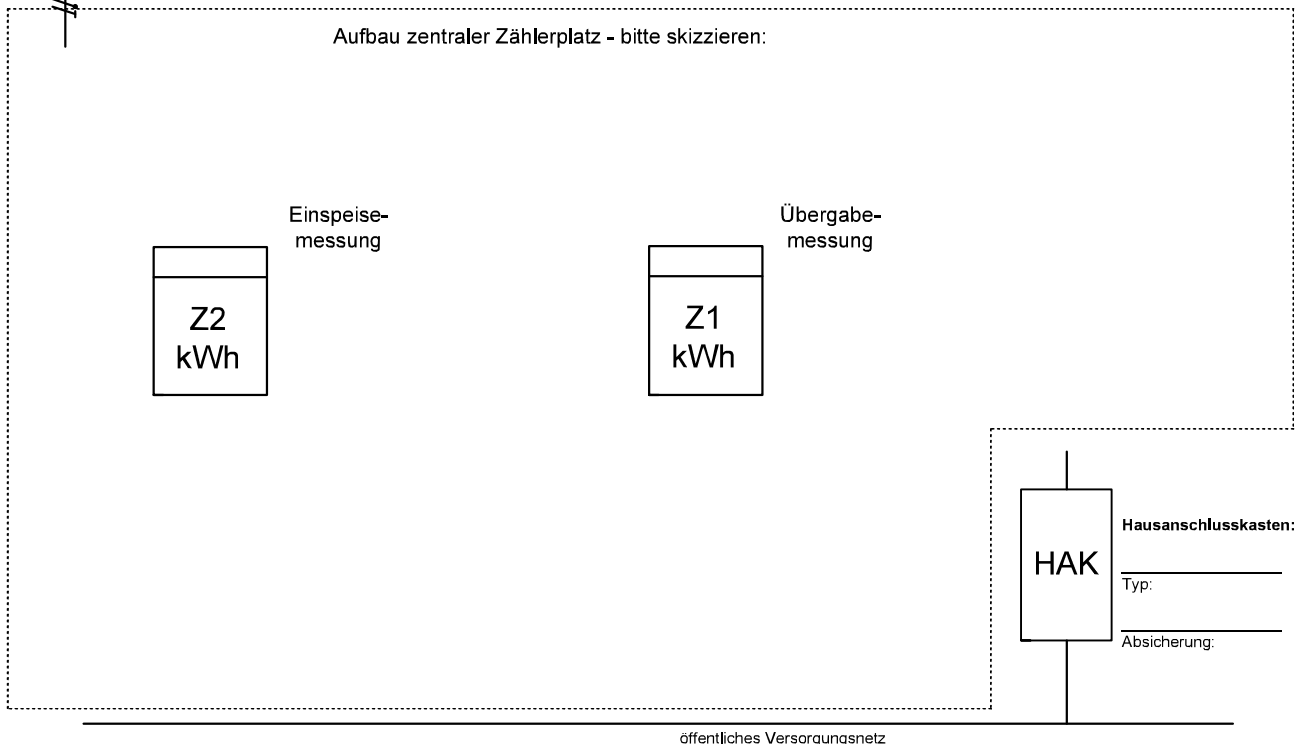 Aufbau zentraler Zählerplatz - bitte skizzieren:
Einspeise-
messung
Z2
kWh
Übergabe-
messung
Z1
kWh
HAK
Hausanschlusskasten:
Typ:
Absicherung:
öffentliches Versorgungsnetz